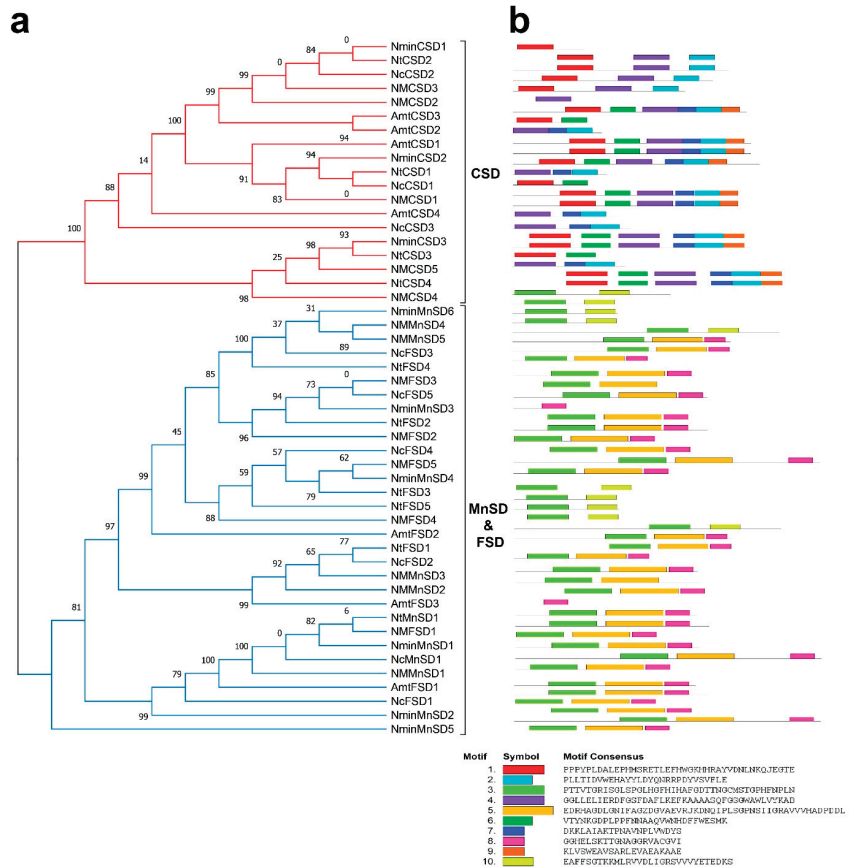 a b
0
NminCSD1
84
NtCSD2
0
NcCSD2
99
NMCSD3
99
NMCSD2
100
AmtCSD3
AmtCSD2
94
AmtCSD1
14
94
NminCSD2
NtCSD1
91
NcCSD1
88
83
0
NMCSD1
AmtCSD4
NcCSD3
100
93
NminCSD3
98
NtCSD3
25
NMCSD5
NtCSD4
98
NMCSD4
CSD
31
NminMnSD6
37
NMMnSD4
NMMnSD5
100
89
NcFSD3
NtFSD4
85
0
NMFSD3
73
NcFSD5
94
NminMnSD3
NtFSD2
96
NMFSD2
45
57
NcFSD4
62
NMFSD5
59
NminMnSD4
79
NtFSD3
99
NtFSD5
88
NMFSD4
AmtFSD2
97
77
NtFSD1
65
NcFSD2
92
NMMnSD3
NMMnSD2
99
AmtFSD3
81
6
NtMnSD1
82
NMFSD1
0
NminMnSD1
100
NcMnSD1
100
NMMnSD1
79
AmtFSD1
NcFSD1
99
NminMnSD2
NminMnSD5
MnSD
&
FSD
Motif Symbol Motif Consensus
1. PPPYPLDALEPHMSRETLEFHWGKHHRAYVDNLNKQJEGTE
2. PLLTIDVWEHAYYLDYQNRRPDYVSVFLE
3. PTTVTGRISGLSPGLHGFHIHAFGDTTNGCMSTGPHFNPLN
4. GGLLELIERDFGSFDAFLKEFKAAAASQFGSGWAWLVYKAD
5. EDRHAGDLGNIFAGZDGVAEVRJKDNQIPLSGPNSIIGRAVVVHADPDDL
6. VTYNKGDPLPPFNNAAQVWNHDFFWESMK
7. DKKLAIAKTPNAVNPLVWDYS
8. GGHELSKTTGNAGGRVACGVI
9. KLVSWEAVSARLEVAEAKAAE
10. EAFFSGTKKMLRVVDLIGRSVVVYETEDKS